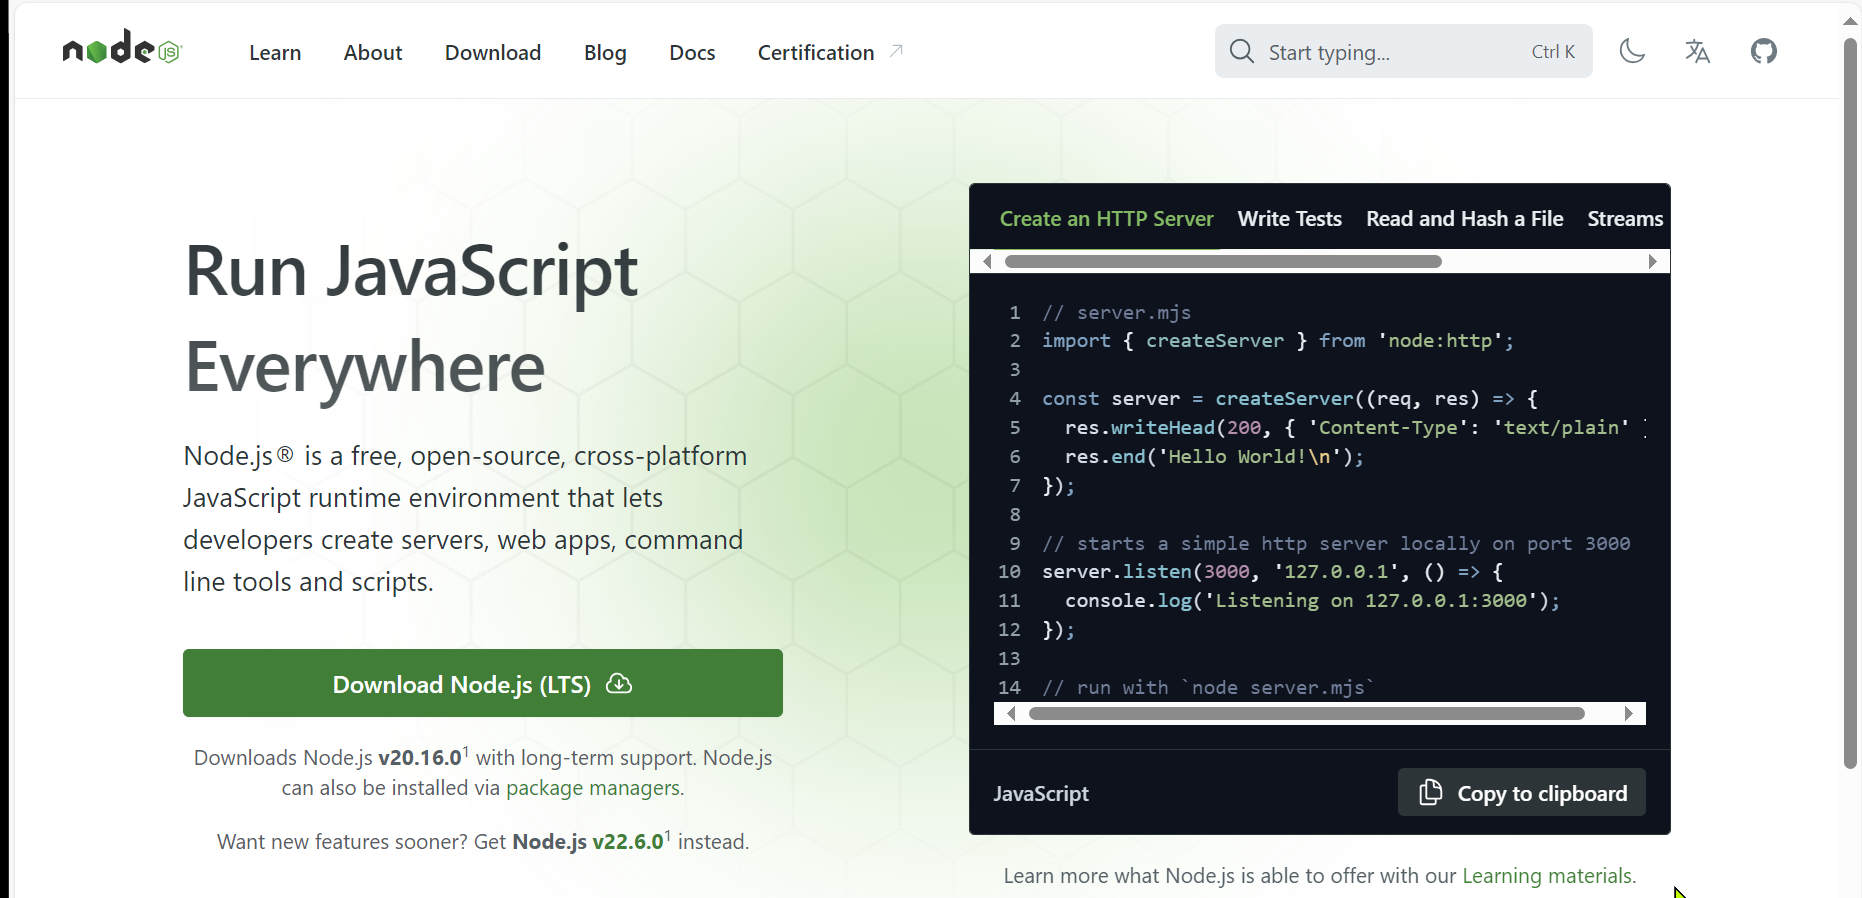 node JS
Learn
About
Download
Blog
Docs
Certification
Start typing...
Ctrl K
Run JavaScript
Everywhere
Node.js® is a free, open-source, cross-platform
JavaScript runtime environment that lets
developers create servers, web apps, command
line tools and scripts.
Download Node.js (LTS)
Downloads Node.js v20.16.0¹ with long-term support. Node.js
can also be installed via package managers.
Want new features sooner? Get Node.js v22.6.0¹ instead.
Create an HTTP Server
Write Tests
Read and Hash a File
Streams
1 // server.mjs
2 import { createServer } from 'node:http';
3
4 const server = createServer((req, res) => {
5   res.writeHead(200, { 'Content-Type': 'text/plain'
6   res.end('Hello World!\n');
7 });
8
9 // starts a simple http server locally on port 3000
10 server.listen(3000, '127.0.0.1', () => {
11   console.log('Listening on 127.0.0.1:3000');
12 });
13
14 // run with `node server.mjs`
JavaScript
Copy to clipboard
Learn more what Node.js is able to offer with our Learning materials.